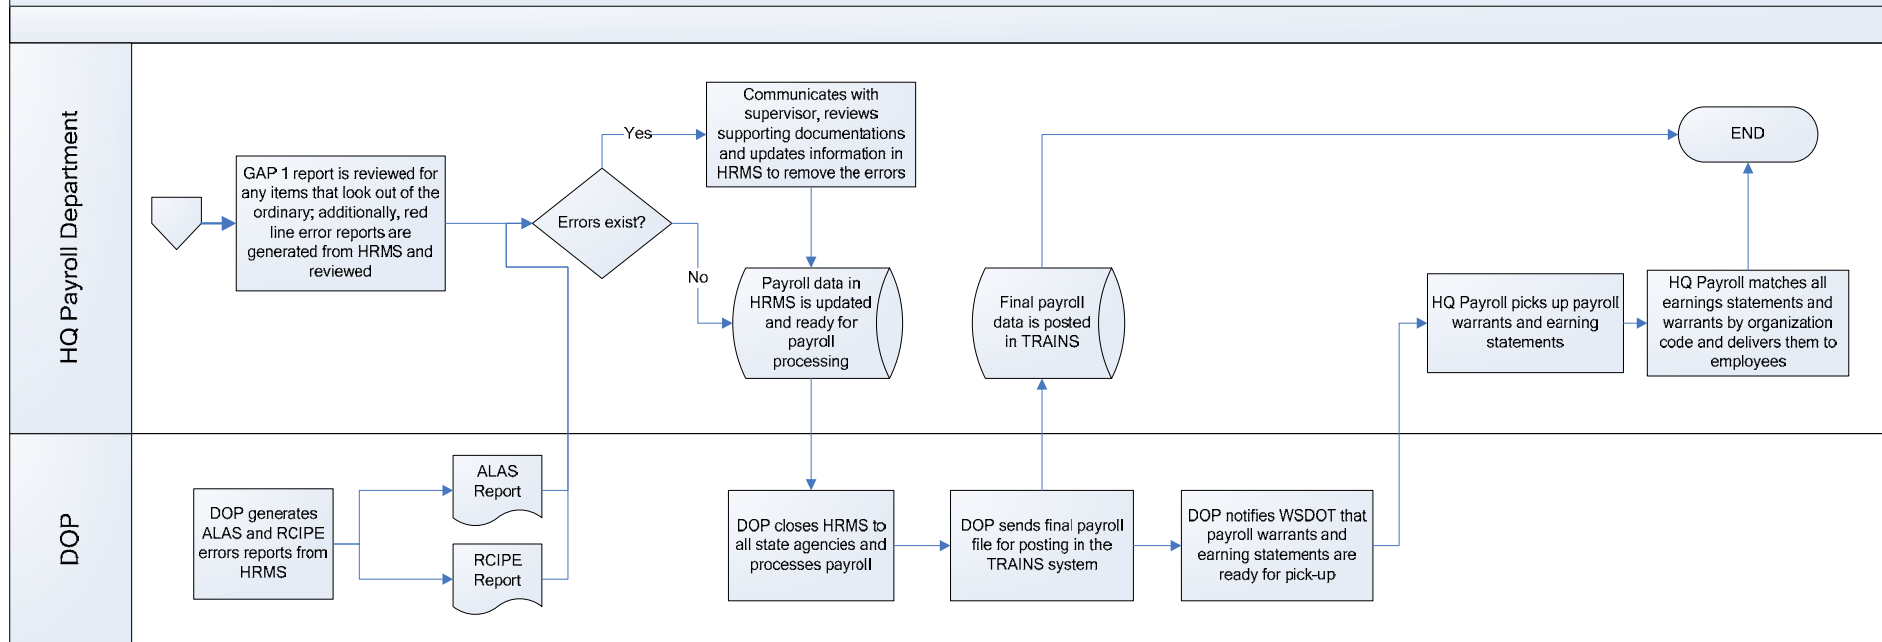 HQ Payroll Department
GAP 1 report is reviewed for
any items that look out of the
ordinary; additionally, red
line error reports are
generated from HRMS and
reviewed
Errors exist?
Yes
No
Communicates with
supervisor, reviews
supporting documentations
and updates information in
HRMS to remove the errors
Payroll data in
HRMS is updated
and ready for
payroll
processing
Final payroll
data is posted
in TRAINS
HQ Payroll picks up payroll
warrants and earning
statements
HQ Payroll matches all
earnings statements and
warrants by organization
code and delivers them to
employees
END
DOP
DOP generates
ALAS and RCIPE
errors reports from
HRMS
ALAS
Report
RCIPE
Report
DOP closes HRMS to
all state agencies and
processes payroll
DOP sends final payroll
file for posting in the
TRAINS system
DOP notifies WSDOT that
payroll warrants and
earning statements are
ready for pick-up